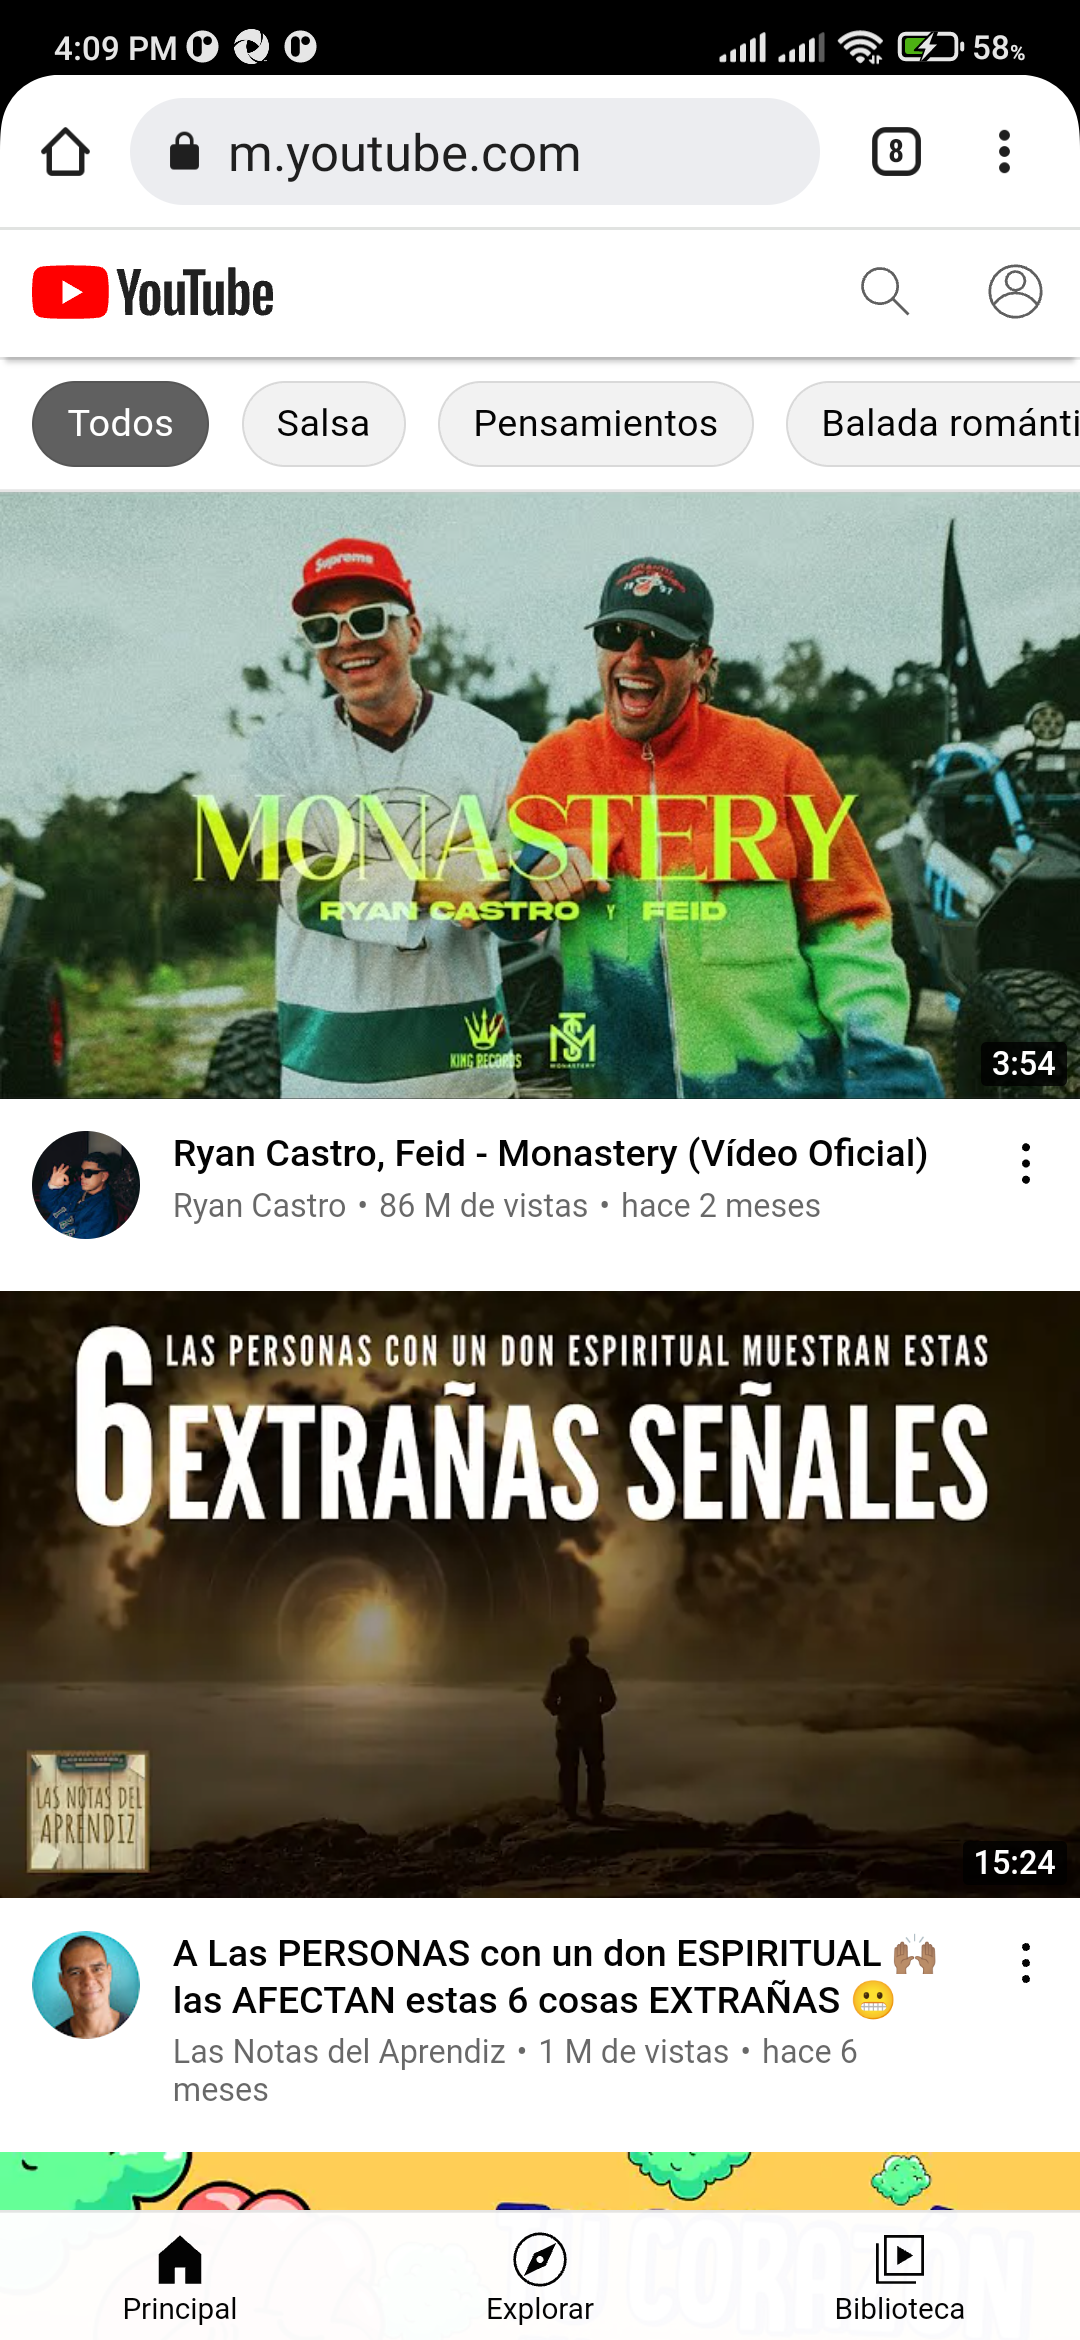 4:09 PM
58%
m.youtube.com
8
YouTube
Todos
Salsa
Pensamientos
Balada románti
Supreme
MONASTERY
RYAN CASTRO Y FEID
KING RECORDS
MONASTERY
3:54
Ryan Castro, Feid - Monastery (Vídeo Oficial)
Ryan Castro • 86 M de vistas • hace 2 meses
6 LAS PERSONAS CON UN DON ESPIRITUAL MUESTRAN ESTAS
EXTRAÑAS SEÑALES
LAS NOTAS DEL
APRENDIZ
15:24
A Las PERSONAS con un don ESPIRITUAL 🙌🏽
las AFECTAN estas 6 cosas EXTRAÑAS 😬
Las Notas del Aprendiz • 1 M de vistas • hace 6
meses
TU CORAZÓN
Principal
Explorar
Biblioteca